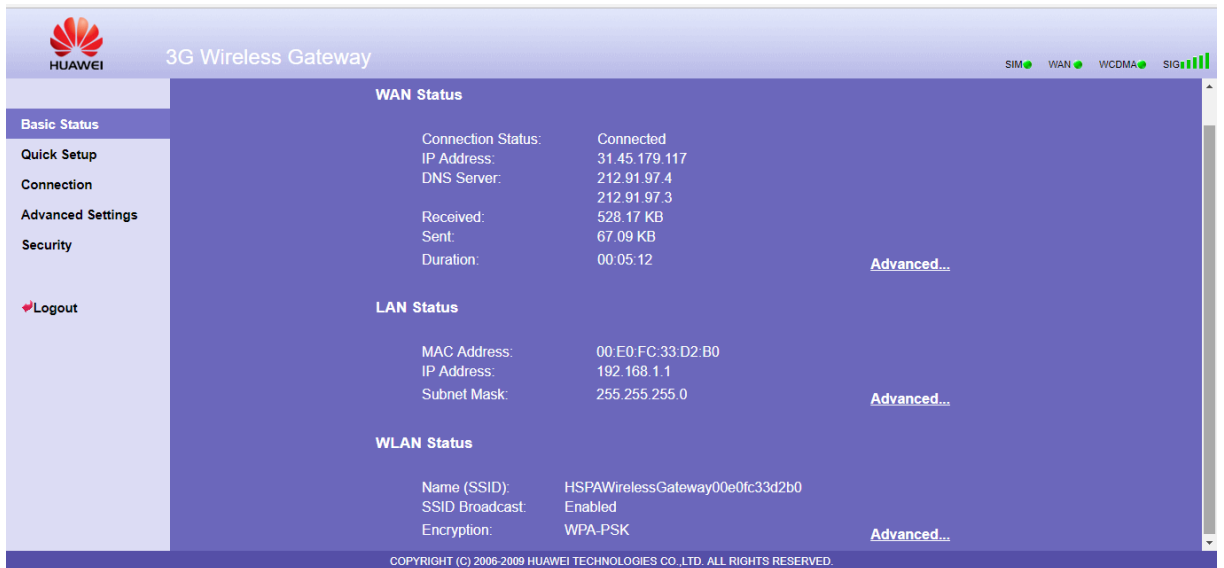 HUAWEI
3G Wireless Gateway
SIM WAN WCDMA SIG
Basic Status
Quick Setup
Connection
Advanced Settings
Security
Logout
WAN Status
Connection Status: Connected
IP Address: 31.45.179.117
DNS Server: 212.91.97.4
212.91.97.3
Received: 528.17 KB
Sent: 67.09 KB
Duration: 00:05:12 Advanced...
LAN Status
MAC Address: 00:E0:FC:33:D2:B0
IP Address: 192.168.1.1
Subnet Mask: 255.255.255.0 Advanced...
WLAN Status
Name (SSID): HSPAWirelessGateway00e0fc33d2b0
SSID Broadcast: Enabled
Encryption: WPA-PSK Advanced...
COPYRIGHT (C) 2006-2009 HUAWEI TECHNOLOGIES CO.,LTD. ALL RIGHTS RESERVED.